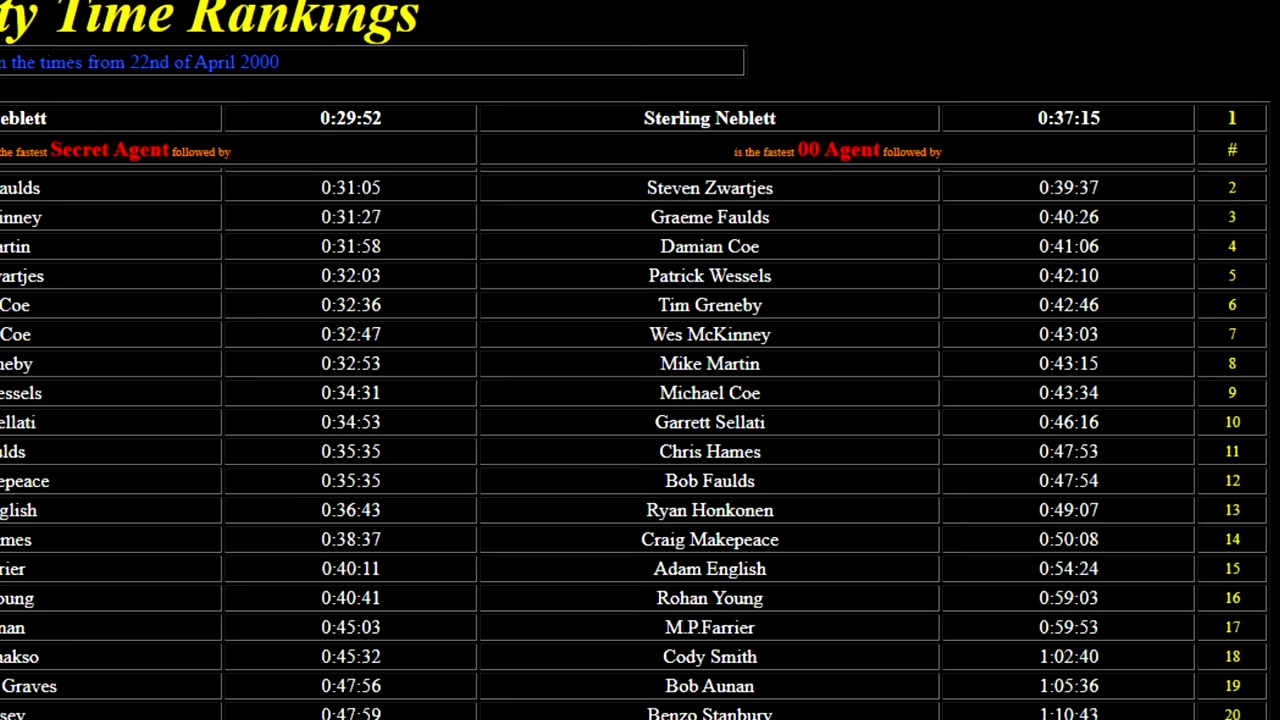 ty Time Rankings
n the times from 22nd of April 2000
eblett 0:29:52 Sterling Neblett 0:37:15 1
the fastest Secret Agent followed by is the fastest 00 Agent followed by #
aulds 0:31:05 Steven Zwartjes 0:39:37 2
inney 0:31:27 Graeme Faulds 0:40:26 3
artin 0:31:58 Damian Coe 0:41:06 4
vartjes 0:32:03 Patrick Wessels 0:42:10 5
Coe 0:32:36 Tim Greneby 0:42:46 6
Coe 0:32:47 Wes McKinney 0:43:03 7
neby 0:32:53 Mike Martin 0:43:15 8
essels 0:34:31 Michael Coe 0:43:34 9
ellati 0:34:53 Garrett Sellati 0:46:16 10
ulds 0:35:35 Chris Hames 0:47:53 11
epeace 0:35:35 Bob Faulds 0:47:54 12
glish 0:36:43 Ryan Honkonen 0:49:07 13
mes 0:38:37 Craig Makepeace 0:50:08 14
rier 0:40:11 Adam English 0:54:24 15
oung 0:40:41 Rohan Young 0:59:03 16
nan 0:45:03 M.P.Farrier 0:59:53 17
nakso 0:45:32 Cody Smith 1:02:40 18
Graves 0:47:56 Bob Aunan 1:05:36 19
sey 0:47:59 Benzo Stanbury 1:10:43 20